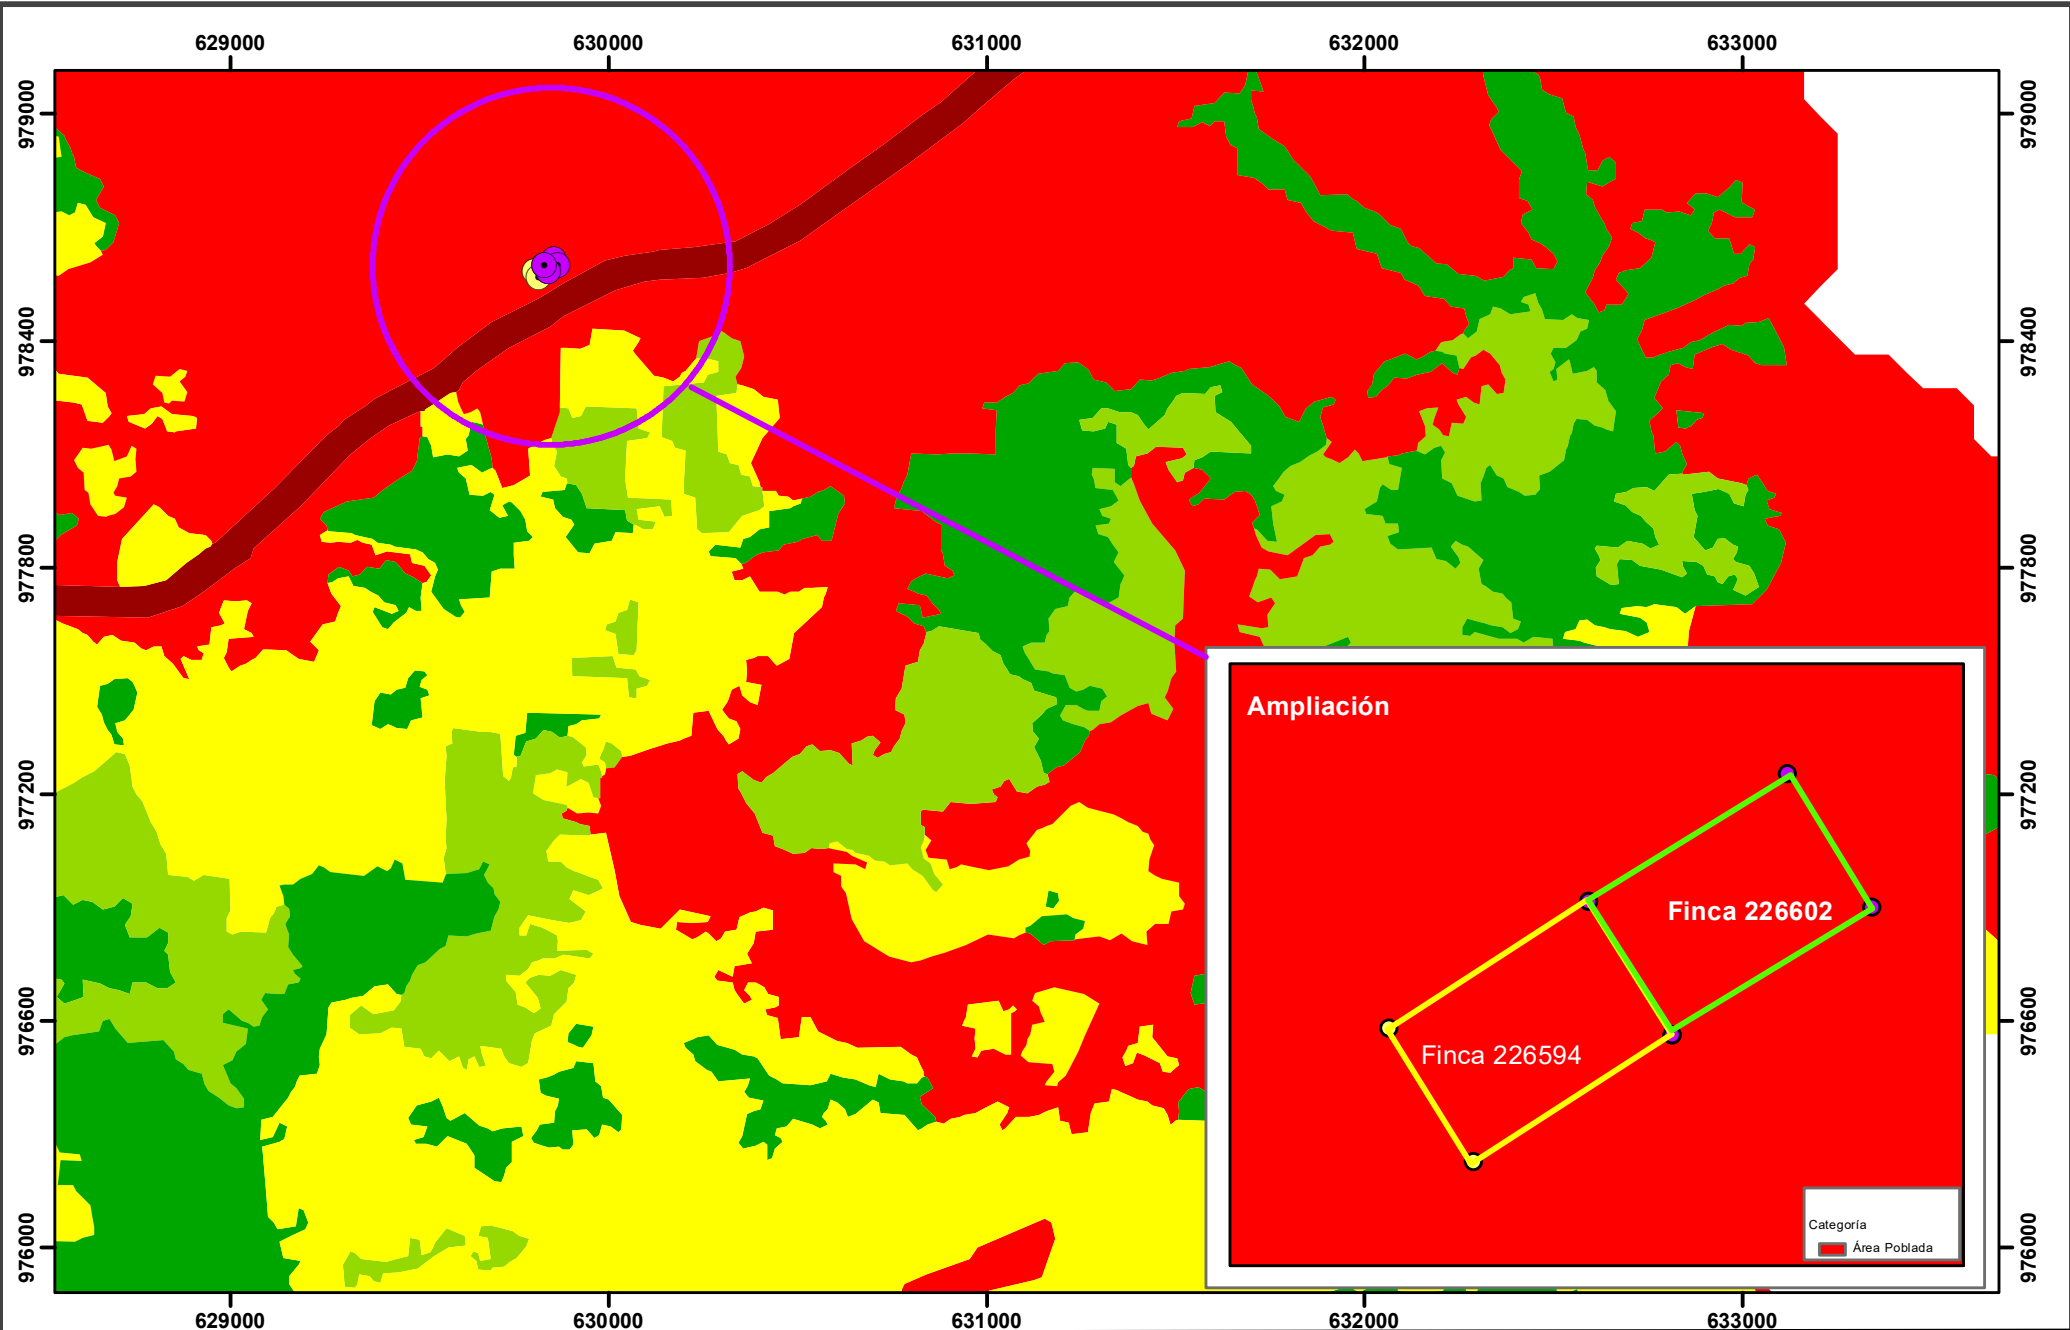 629000 630000 631000 632000 633000
979000 979000
978400 978400
977800 977800
Ampliación
977200 977200
Finca 226602
976600 976600
Finca 226594
Categoría
Área Poblada
976000 976000
629000 630000 631000 632000 633000